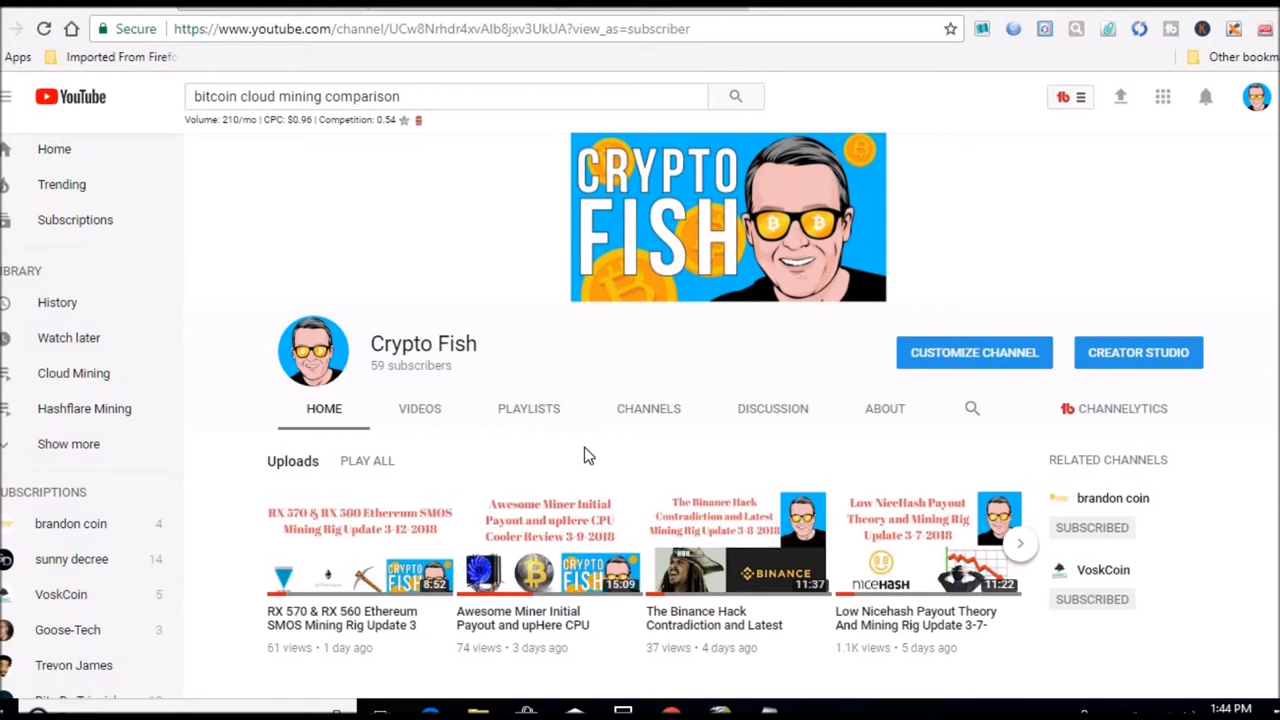 Secure
https://www.youtube.com/channel/UCw8Nrhdr4xvAIb8jxv3UkUA?view_as=subscriber
Apps
Imported From Firefo
Other bookm
YouTube
bitcoin cloud mining comparison
Volume: 210/mo | CPC: $0.96 | Competition: 0.54
Home
Trending
Subscriptions
IBRARY
History
Watch later
Cloud Mining
Hashflare Mining
Show more
UBSCRIPTIONS
brandon coin 4
sunny decree 14
VoskCoin 5
Goose-Tech 3
Trevon James
CRYPTO
FISH
Crypto Fish
59 subscribers
CUSTOMIZE CHANNEL
CREATOR STUDIO
HOME
VIDEOS
PLAYLISTS
CHANNELS
DISCUSSION
ABOUT
CHANNELYTICS
Uploads
PLAY ALL
RX 570 & RX 560 Ethereum SMOS
Mining Rig Update 3-12-2018
CRYPTO
FISH
8:52
RX 570 & RX 560 Ethereum
SMOS Mining Rig Update 3
61 views • 1 day ago
Awesome Miner Initial
Payout and upHere CPU
Cooler Review 3-9-2018
CRYPTO
FISH
15:09
Awesome Miner Initial
Payout and upHere CPU
74 views • 3 days ago
The Binance Hack
Contradiction and Latest
Mining Rig Update 3-8-2018
BINANCE
11:37
The Binance Hack
Contradiction and Latest
37 views • 4 days ago
Low NiceHash Payout
Theory and Mining Rig
Update 3-7-2018
niceHASH
11:22
Low Nicehash Payout Theory
And Mining Rig Update 3-7-
1.1K views • 5 days ago
RELATED CHANNELS
brandon coin
SUBSCRIBED
VoskCoin
SUBSCRIBED
1:44 PM